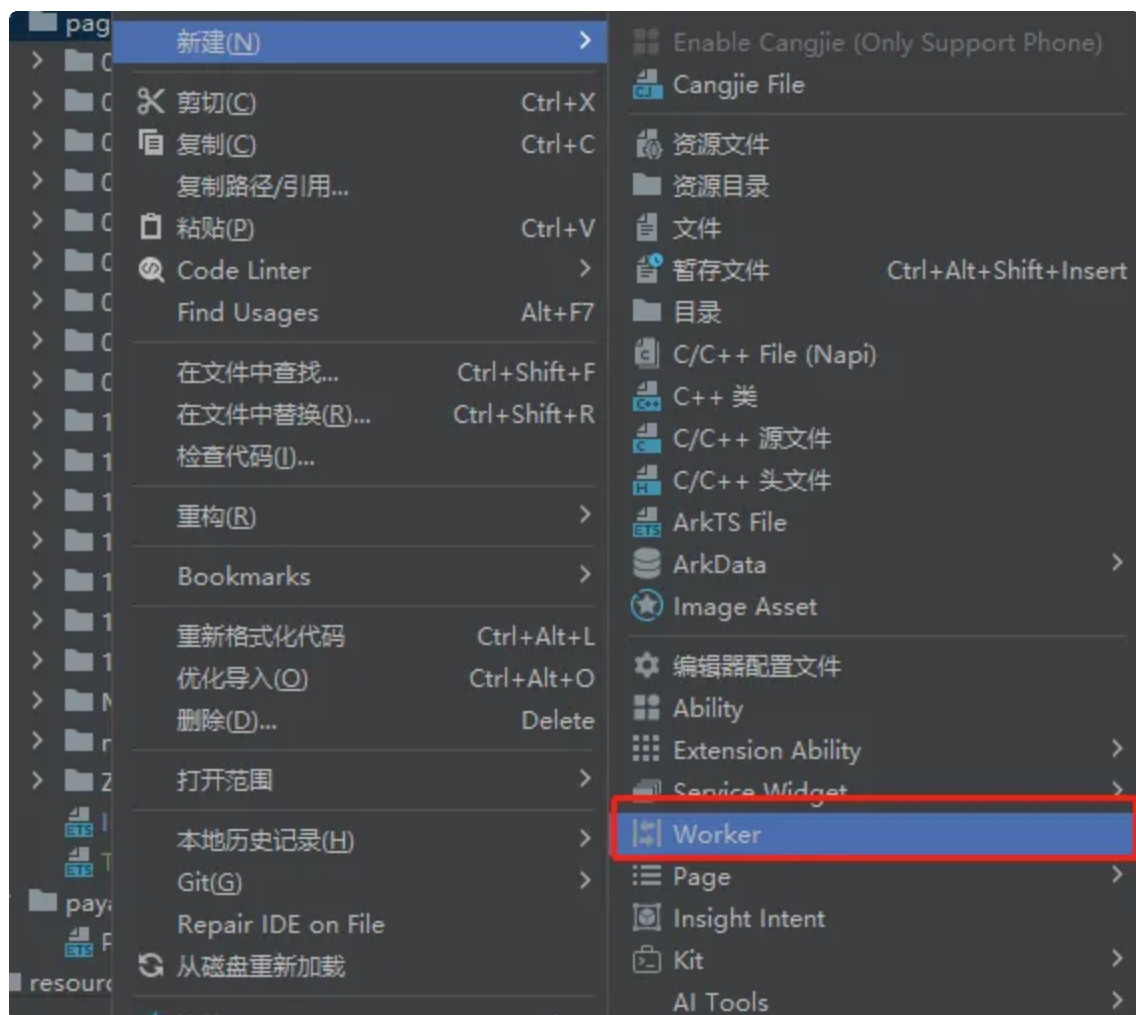 pag
新建(N)
剪切(C) Ctrl+X
复制(C) Ctrl+C
复制路径/引用...
粘贴(P) Ctrl+V
Code Linter
Find Usages Alt+F7
在文件中查找... Ctrl+Shift+F
在文件中替换(R)... Ctrl+Shift+R
检查代码(I)...
重构(R)
Bookmarks
重新格式化代码 Ctrl+Alt+L
优化导入(O) Ctrl+Alt+O
删除(D)... Delete
打开范围
本地历史记录(H)
Git(G)
Repair IDE on File
从磁盘重新加载
Enable Cangjie (Only Support Phone)
Cangjie File
资源文件
资源目录
文件
暂存文件 Ctrl+Alt+Shift+Insert
目录
C/C++ File (Napi)
C++ 类
C/C++ 源文件
C/C++ 头文件
ArkTS File
ArkData
Image Asset
编辑器配置文件
Ability
Extension Ability
Service Widget
Worker
Page
Insight Intent
Kit
AI Tools
paya
resourc